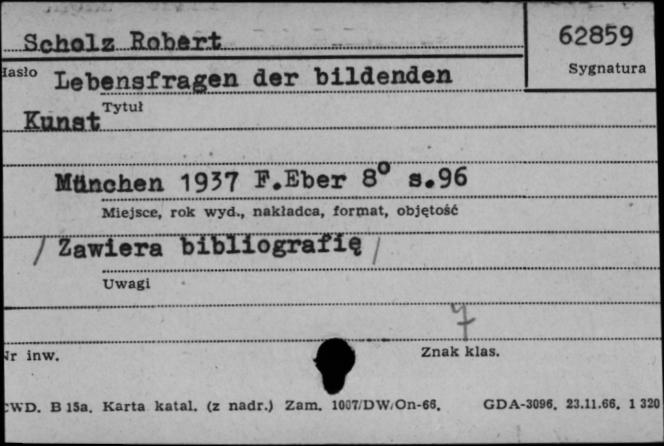 Scholz Robert
62859
Hasło
Sygnatura
Lebensfragen der bildenden
Tytuł
Kunst
München 1937 F.Eber 8° s.96
Miejsce, rok wyd., nakładca, format, objętość
/ Zawiera bibliografię /
Uwagi
7
Nr inw.
Znak klas.
CWD. B 15a. Karta katal. (z nadr.) Zam. 1007/DW/On-66. GDA-3096. 23.11.66. 1 320